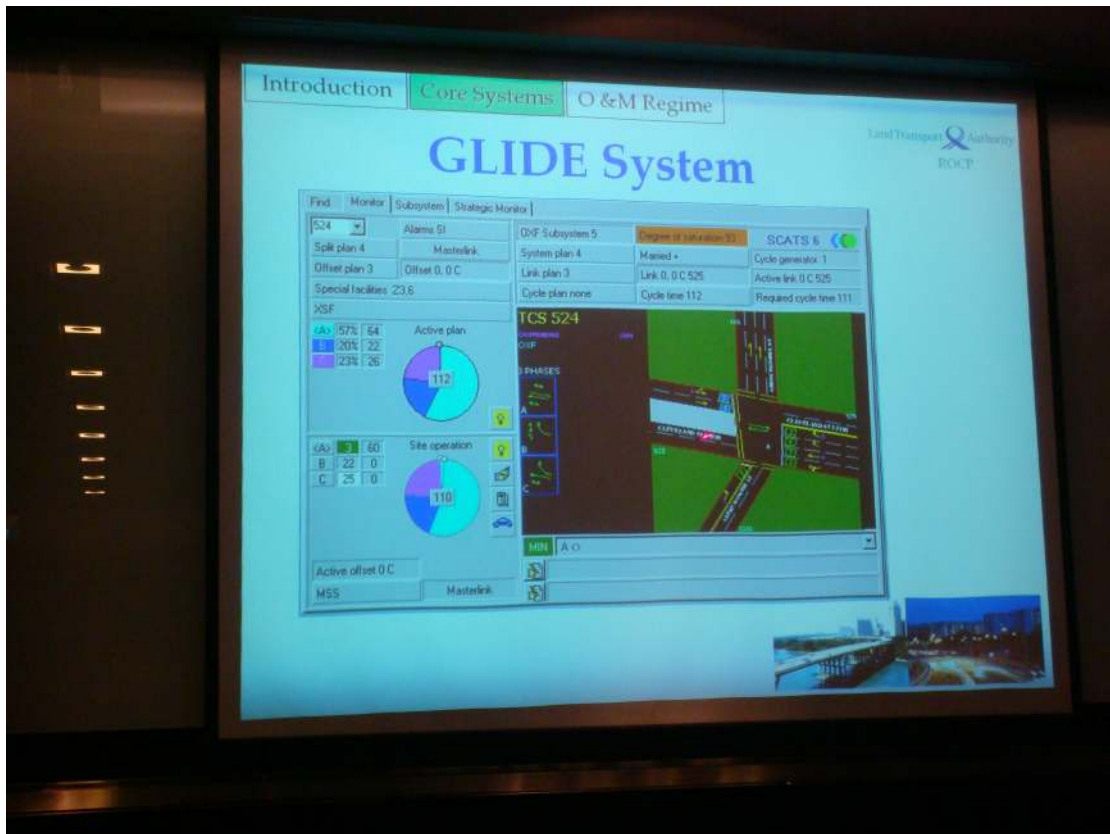 Introduction
Core Systems
O &M Regime
Land Transport Authority
ROCP
GLIDE System
Find Monitor Subsystem Strategic Monitor
524 Alarms SI
Split plan 4 Masterlink
Offset plan 3 Offset 0, 0 C
Special facilities
XSF
OXF Subsystem 5 Degree of saturation 93 SCATS 6
System plan 4 Married + Cycle generator 1
Link plan 3 Link 0, 0 C 525 Active link 0 C 525
Cycle plan none Cycle time 112 Required cycle time 111
<A> 57% 64 Active plan
B 20% 22
23% 26
112
<A> 3 60 Site operation
B 22 0
C 25 0
110
Active offset 0 C
MSS Masterlink
TCS 524
OXF
3 PHASES
A
B
C
MIN